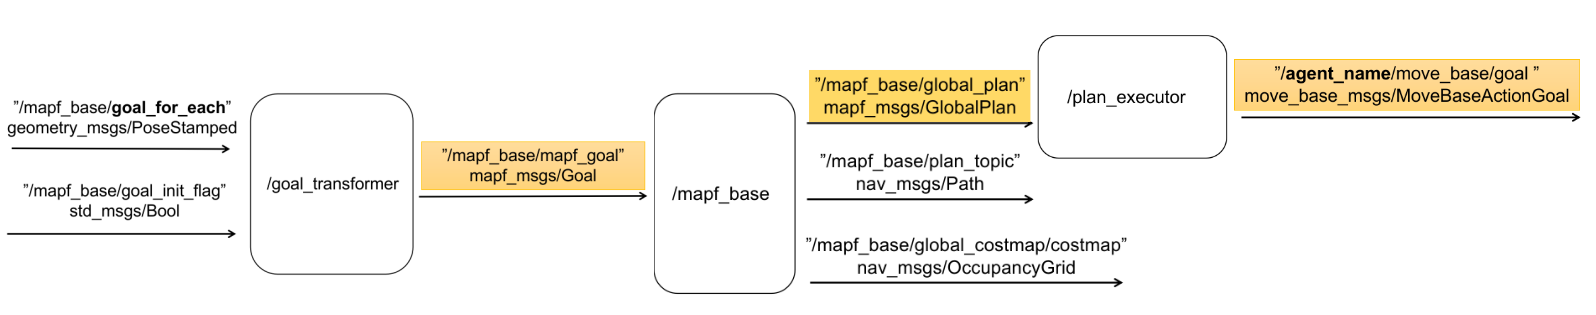 ”/mapf_base/goal_for_each”
geometry_msgs/PoseStamped
”/mapf_base/goal_init_flag”
std_msgs/Bool
/goal_transformer
”/mapf_base/mapf_goal”
mapf_msgs/Goal
/mapf_base
”/mapf_base/global_plan”
mapf_msgs/GlobalPlan
”/mapf_base/plan_topic”
nav_msgs/Path
”/mapf_base/global_costmap/costmap”
nav_msgs/OccupancyGrid
/plan_executor
”/agent_name/move_base/goal ”
move_base_msgs/MoveBaseActionGoal